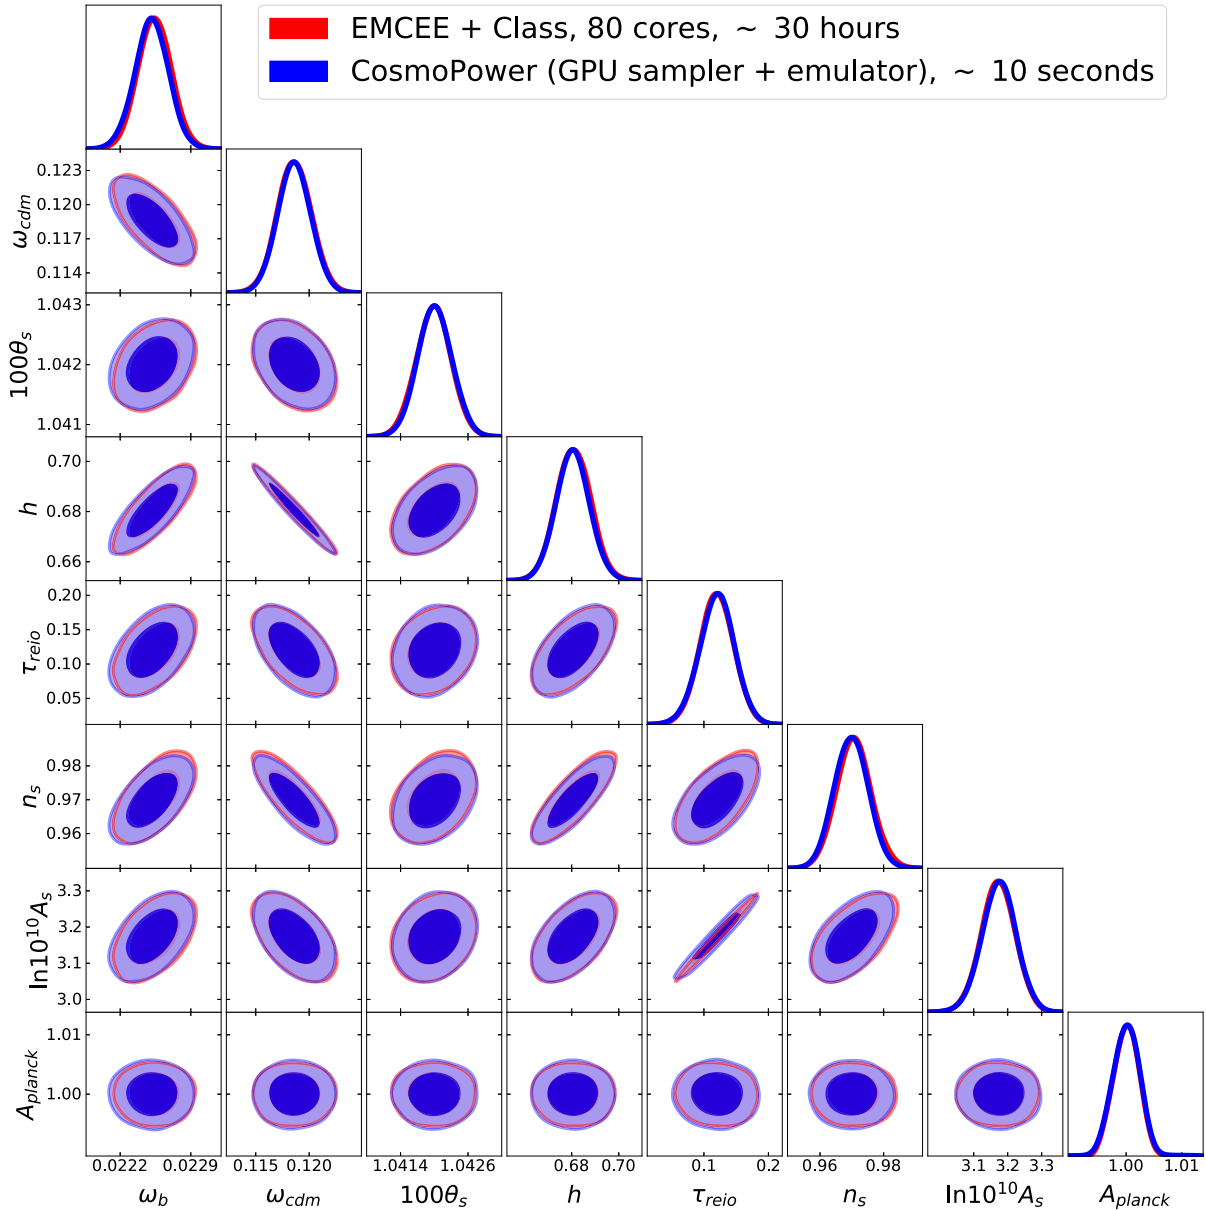 EMCEE + Class, 80 cores, ~ 30 hours
CosmoPower (GPU sampler + emulator), ~ 10 seconds
0.123
0.120
0.117
0.114
ω_cdm
1.043
1.042
1.041
100θ_s
0.70
0.68
0.66
h
0.20
0.15
0.10
0.05
τ_reio
0.98
0.97
0.96
n_s
3.3
3.2
3.1
3.0
ln10^10A_s
1.01
1.00
A_planck
0.0222 0.0229 0.115 0.120 1.0414 1.0426 0.68 0.70 0.1 0.2 0.96 0.98 3.1 3.2 3.3 1.00 1.01
ω_b ω_cdm 100θ_s h τ_reio n_s ln10^10A_s A_planck